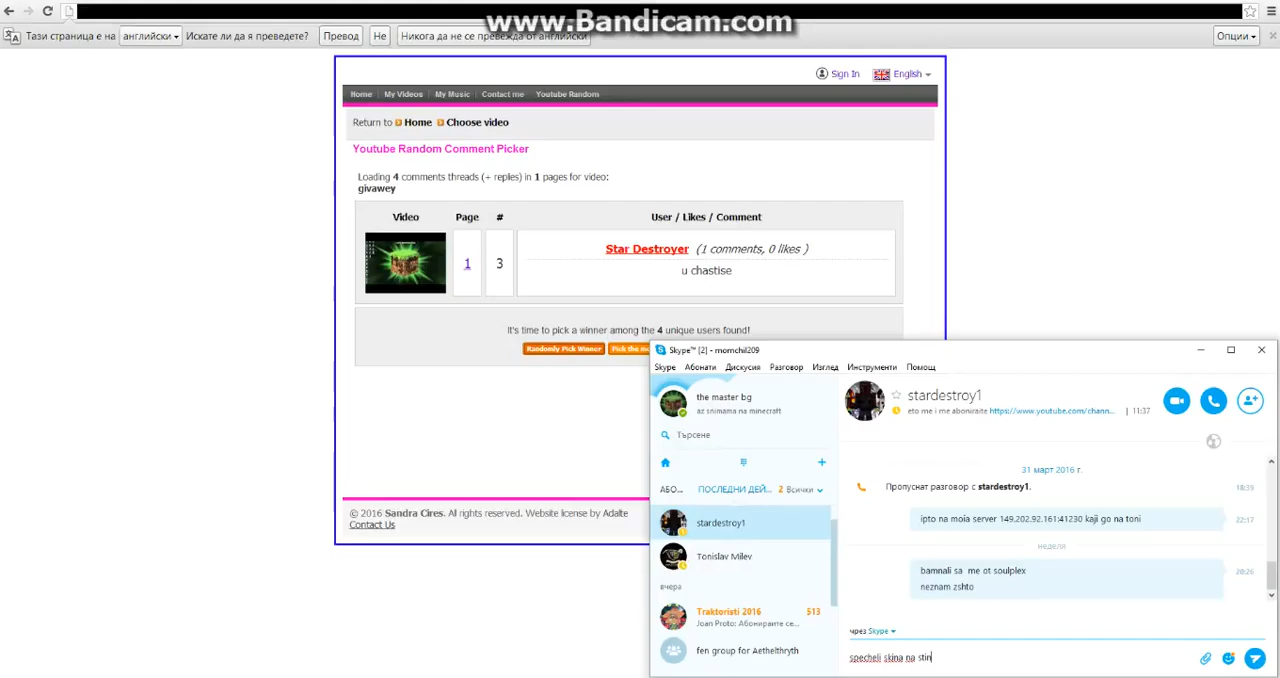 www.Bandicam.com
Тази страница е на английски Искате ли да я преведете? Превод Не Никога да не се превежда от английски Опции
Sign In English
Home My Videos My Music Contact me Youtube Random
Return to Home Choose video
Youtube Random Comment Picker
Loading 4 comments threads (+ replies) in 1 pages for video:
givawey
Video Page # User / Likes / Comment
1 3 Star Destroyer (1 comments, 0 likes )
u chastise
It's time to pick a winner among the 4 unique users found!
Randomly Pick Winner Pick the mo
© 2016 Sandra Cires. All rights reserved. Website license by Adalte
Contact Us
Skype™ [2] - momchil209
Skype Абонати Дискусия Разговор Изглед Инструменти Помощ
the master bg
az snimama na minecraft
Търсене
АБО... ПОСЛЕДНИ ДЕЙ... 2 Всички
stardestroy1
Tonislav Milev
вчера
Traktoristi 2016 513
Joan Proto: Абонираите се...
fen group for Aethelthryth
stardestroy1
eto me i me aboniraite https://www.youtube.com/chann... | 11:37
31 март 2016 г.
Пропуснат разговор с stardestroy1. 18:39
ipto na moia server 149.202.92.161:41230 kaji go na toni 22:17
неделя
bamnali sa me ot soulplex 20:26
neznam zshto
чрез Skype
specheli skina na stin